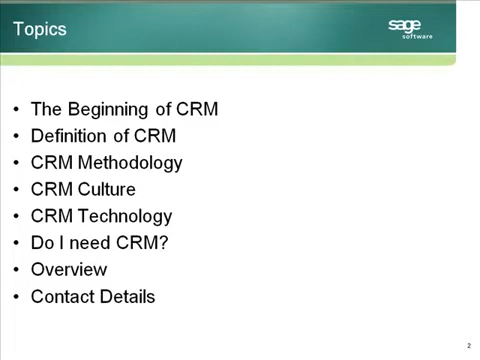 Topics
sage
software
• The Beginning of CRM
• Definition of CRM
• CRM Methodology
• CRM Culture
• CRM Technology
• Do I need CRM?
• Overview
• Contact Details
2